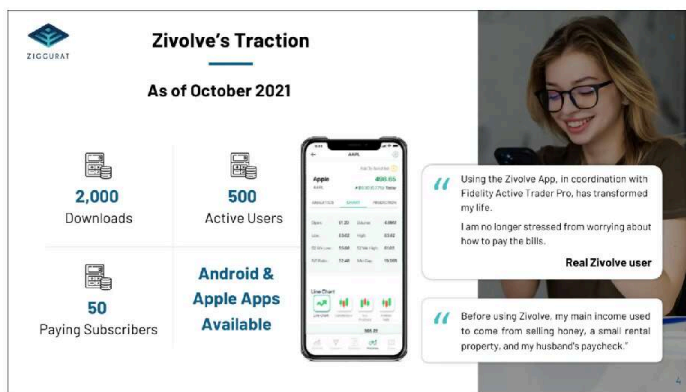 ZIGGURAT
Zivolve's Traction
As of October 2021
2,000
Downloads
500
Active Users
50
Paying Subscribers
Android &
Apple Apps
Available
AAPL
Apple
AAPL
Line Chart
“
Using the Zivolve App, in coordination with
Fidelity Active Trader Pro, has transformed
my life.
I am no longer stressed from worrying about
how to pay the bills.
Real Zivolve user
“
Before using Zivolve, my main income used
to come from selling honey, a small rental
property, and my husband's paycheck."
4